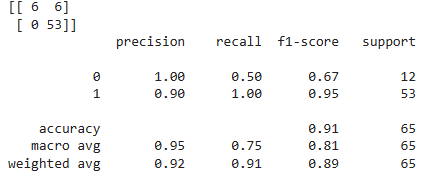 [[ 6  6]
 [ 0 53]]
              precision    recall  f1-score   support

           0       1.00      0.50      0.67        12
           1       0.90      1.00      0.95        53

    accuracy                           0.91        65
   macro avg       0.95      0.75      0.81        65
weighted avg       0.92      0.91      0.89        65